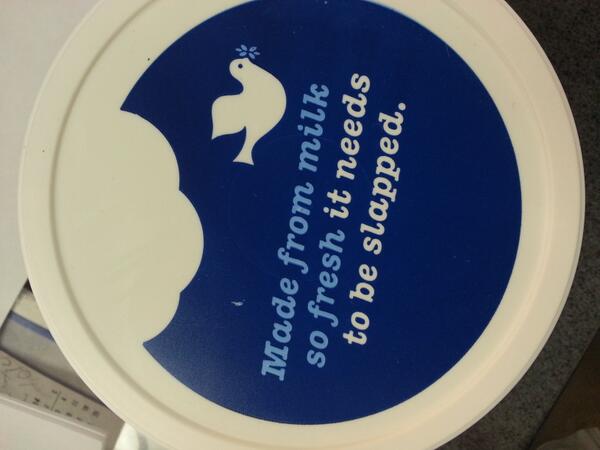 Made from milk
so fresh it needs
to be slapped.